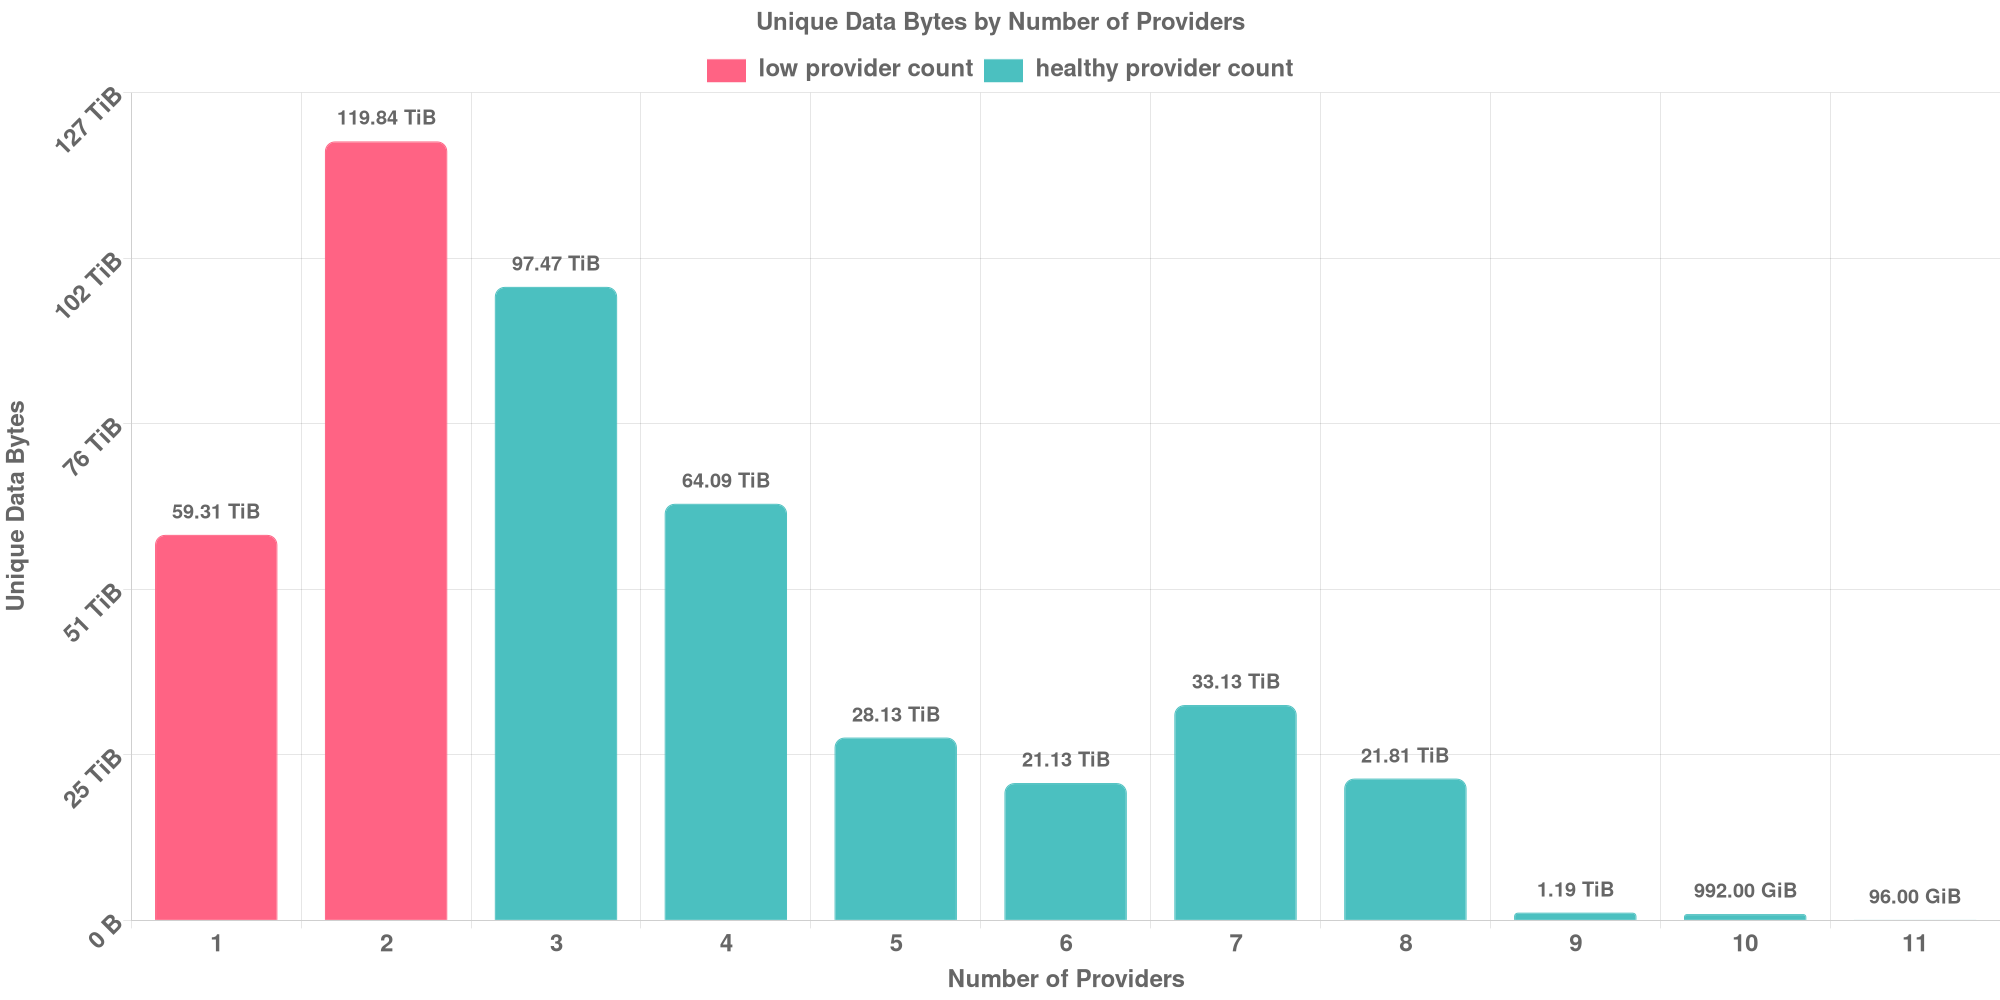 Unique Data Bytes by Number of Providers
low provider count healthy provider count
127 TiB
102 TiB
76 TiB
51 TiB
25 TiB
0 B
Unique Data Bytes
59.31 TiB
119.84 TiB
97.47 TiB
64.09 TiB
28.13 TiB
21.13 TiB
33.13 TiB
21.81 TiB
1.19 TiB
992.00 GiB
96.00 GiB
1 2 3 4 5 6 7 8 9 10 11
Number of Providers